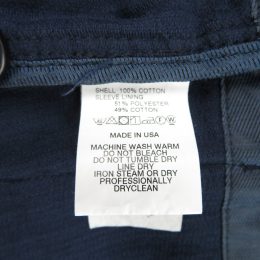 SHELL 100% COTTON
SLEEVE LINING
51% POLYESTER
49% COTTON
MADE IN USA
MACHINE WASH WARM
DO NOT BLEACH
DO NOT TUMBLE DRY
LINE DRY
IRON STEAM OR DRY
PROFESSIONALLY
DRYCLEAN